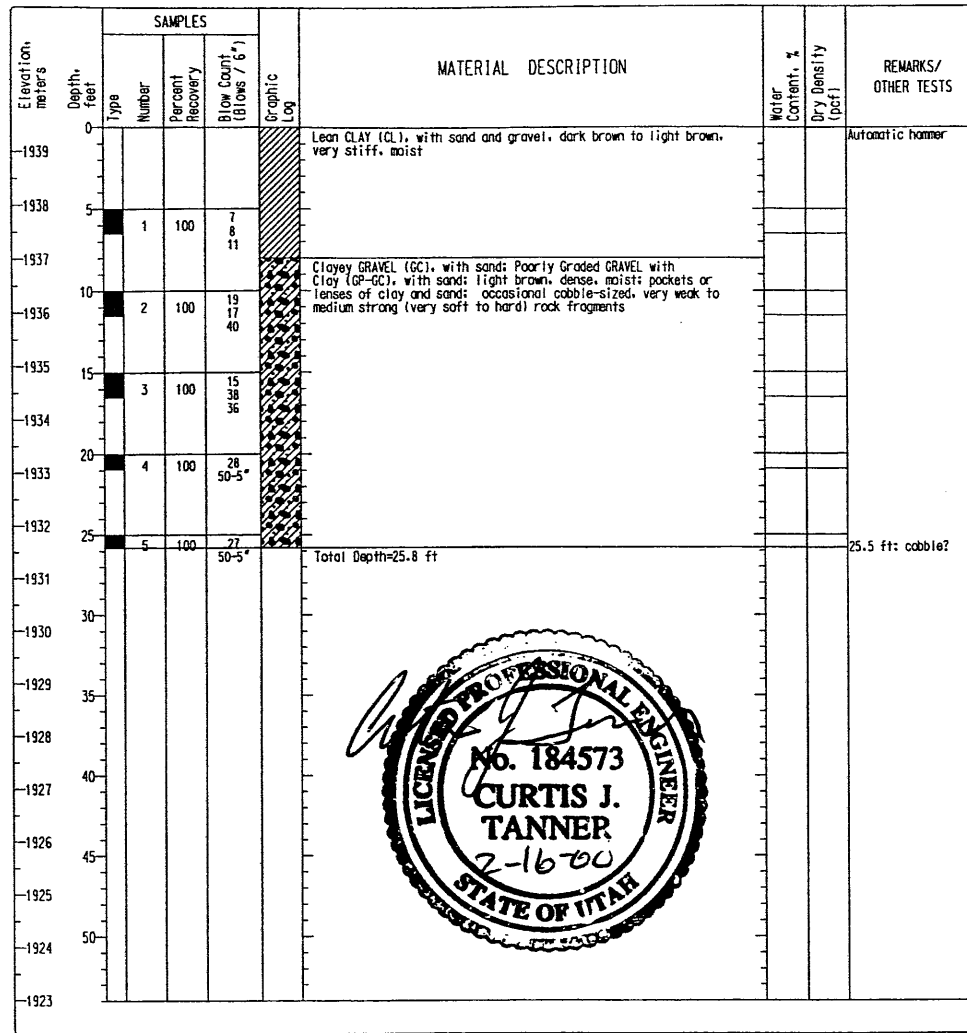 SAMPLES
Elevation, meters
Depth, feet
Type
Number
Percent Recovery
Blow Count (Blows / 6")
Graphic Log
MATERIAL DESCRIPTION
Water Content, %
Dry Density (pcf)
REMARKS/
OTHER TESTS
0
Lean CLAY (CL), with sand and gravel, dark brown to light brown,
very stiff, moist
Automatic hammer
1939
1938
5
1 100 7
8
11
1937
Clayey GRAVEL (GC), with sand; Poorly Graded GRAVEL with
Clay (GP-GC), with sand; light brown, dense, moist; pockets or
lenses of clay and sand; occasional cobble-sized, very weak to
medium strong (very soft to hard) rock fragments
10
2 100 19
17
40
1936
1935
15
3 100 15
38
36
1934
20
4 100 28
50-5"
1933
1932
25
5 100 27
50-5"
Total Depth=25.8 ft
25.5 ft: cobble?
1931
30
1930
1929
35
1928
40
1927
1926
45
1925
50
1924
1923
LICENSED PROFESSIONAL ENGINEER
No. 184573
CURTIS J.
TANNER
2-16-00
STATE OF UTAH